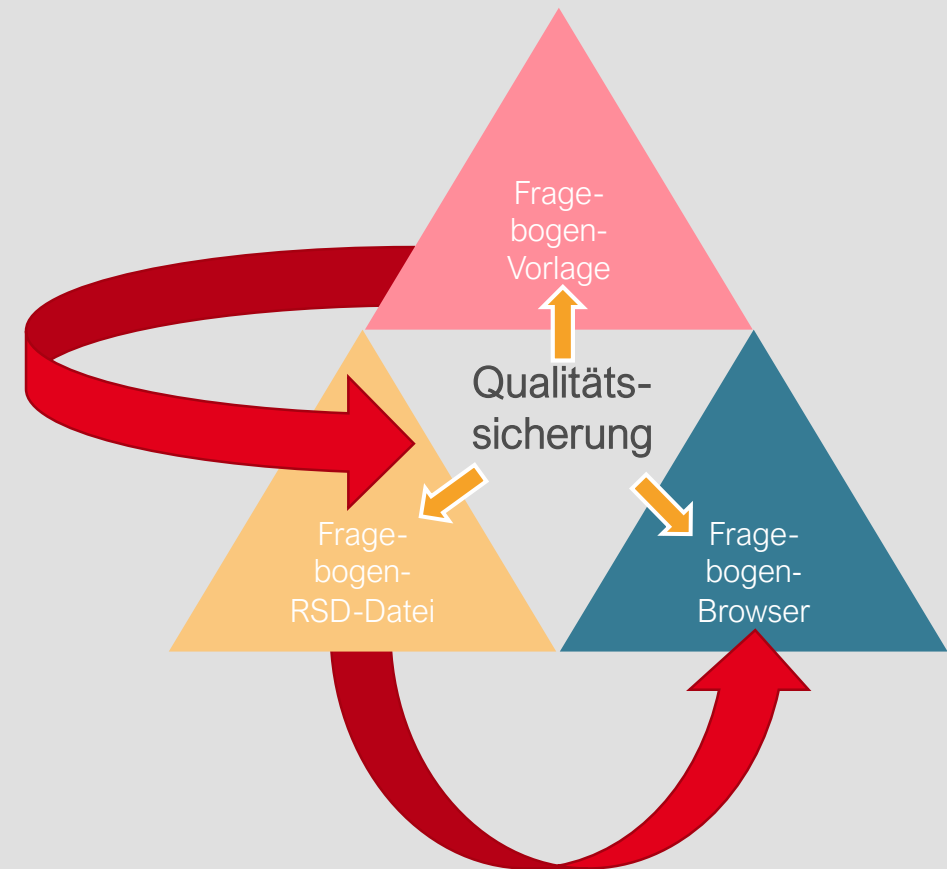 Frage-
bogen-
Vorlage
Qualitäts-
sicherung
Frage-
bogen-
RSD-Datei
Frage-
bogen-
Browser